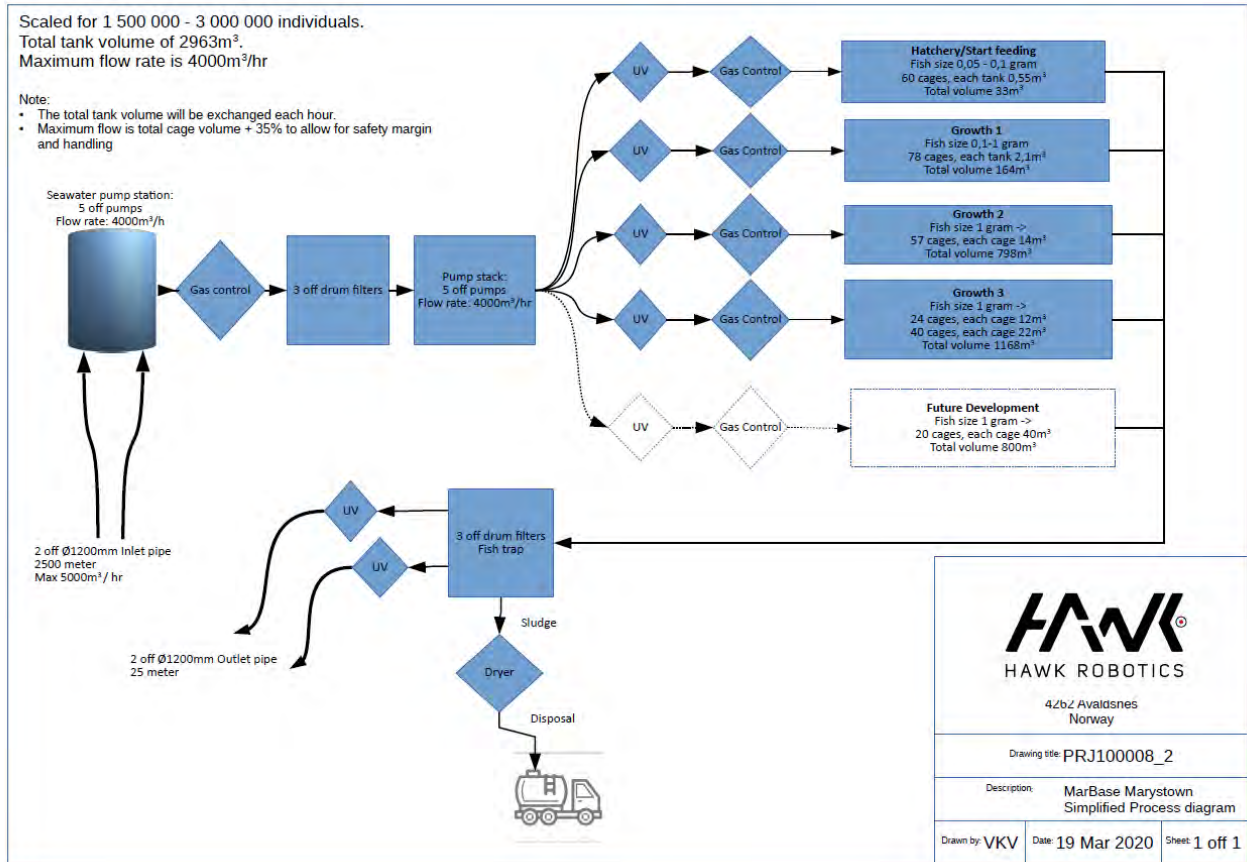 Scaled for 1 500 000 - 3 000 000 individuals.
Total tank volume of 2963m³.
Maximum flow rate is 4000m³/hr
Note:
• The total tank volume will be exchanged each hour.
• Maximum flow is total cage volume + 35% to allow for safety margin
and handling
Seawater pump station:
5 off pumps
Flow rate: 4000m³/h
Gas control
3 off drum filters
Pump stack:
5 off pumps
Flow rate: 4000m³/hr
UV
Gas Control
Hatchery/Start feeding
Fish size 0,05 - 0,1 gram
60 cages, each tank 0,55m³
Total volume 33m³
UV
Gas Control
Growth 1
Fish size 0,1-1 gram
78 cages, each tank 2,1m³
Total volume 164m³
UV
Gas Control
Growth 2
Fish size 1 gram ->
57 cages, each cage 14m³
Total volume 798m³
UV
Gas Control
Growth 3
Fish size 1 gram ->
24 cages, each cage 12m³
40 cages, each cage 22m³
Total volume 1168m³
UV
Gas Control
Future Development
Fish size 1 gram ->
20 cages, each cage 40m³
Total volume 800m³
2 off Ø1200mm Inlet pipe
2500 meter
Max 5000m³/ hr
UV
UV
3 off drum filters
Fish trap
2 off Ø1200mm Outlet pipe
25 meter
Sludge
Dryer
Disposal
HAWK
HAWK ROBOTICS
4262 Avaldsnes
Norway
Drawing title: PRJ100008_2
Description: MarBase Marystown
Simplified Process diagram
Drawn by: VKV Date: 19 Mar 2020 Sheet: 1 off 1